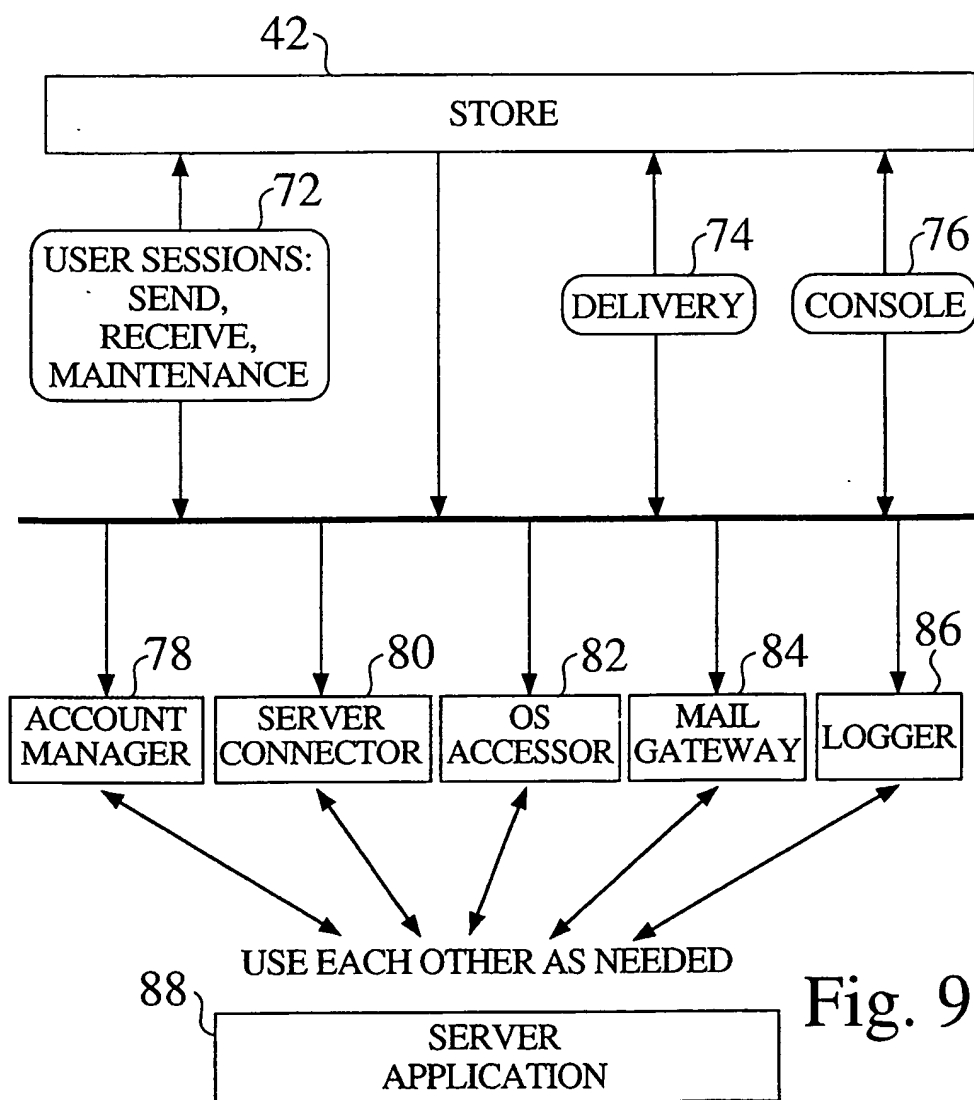 42
STORE
72
USER SESSIONS:
SEND,
RECEIVE,
MAINTENANCE
74
DELIVERY
76
CONSOLE
78
ACCOUNT
MANAGER
80
SERVER
CONNECTOR
82
OS
ACCESSOR
84
MAIL
GATEWAY
86
LOGGER
USE EACH OTHER AS NEEDED
88
SERVER
APPLICATION
Fig. 9